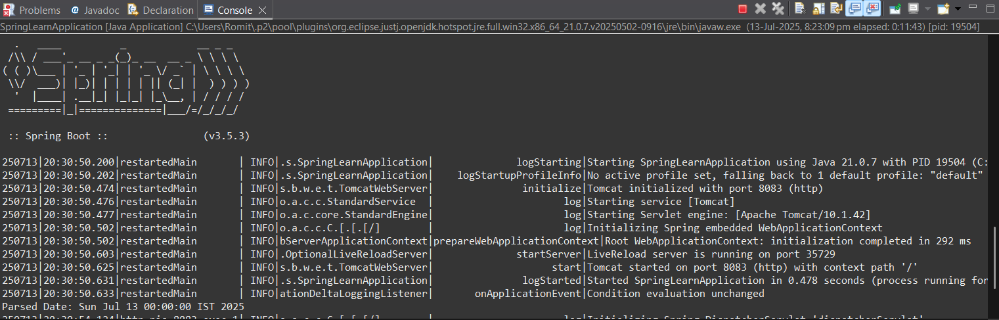 Problems @ Javadoc Declaration Console
SpringLearnApplication [Java Application] C:\Users\Romit\.p2\pool\plugins\org.eclipse.justj.openjdk.hotspot.jre.full.win32.x86_64_21.0.7.v20250502-0916\jre\bin\javaw.exe (13-Jul-2025, 8:23:09 pm elapsed: 0:11:43) [pid: 19504]
  .   ____          _            __ _ _
 /\\ / ___'_ __ _ _(_)_ __  __ _ \ \ \ \
( ( )\___ | '_ | '_| | '_ \/ _` | \ \ \ \
 \\/  ___)| |_)| | | | | || (_| |  ) ) ) )
  '  |____| .__|_| |_|_| |_\__, | / / / /
 =========|_|==============|___/=/_/_/_/
 :: Spring Boot ::                (v3.5.3)
250713|20:30:50.200|restartedMain       | INFO|.s.SpringLearnApplication|              logStarting|Starting SpringLearnApplication using Java 21.0.7 with PID 19504 (C:
250713|20:30:50.202|restartedMain       | INFO|.s.SpringLearnApplication|    logStartupProfileInfo|No active profile set, falling back to 1 default profile: "default"
250713|20:30:50.474|restartedMain       | INFO|s.b.w.e.t.TomcatWebServer|               initialize|Tomcat initialized with port 8083 (http)
250713|20:30:50.476|restartedMain       | INFO|o.a.c.c.StandardService  |                      log|Starting service [Tomcat]
250713|20:30:50.477|restartedMain       | INFO|o.a.c.core.StandardEngine|                      log|Starting Servlet engine: [Apache Tomcat/10.1.42]
250713|20:30:50.502|restartedMain       | INFO|o.a.c.c.C.[.[.[/]        |                      log|Initializing Spring embedded WebApplicationContext
250713|20:30:50.502|restartedMain       | INFO|bServerApplicationContext|prepareWebApplicationContext|Root WebApplicationContext: initialization completed in 292 ms
250713|20:30:50.603|restartedMain       | INFO|.OptionalLiveReloadServer|              startServer|LiveReload server is running on port 35729
250713|20:30:50.625|restartedMain       | INFO|s.b.w.e.t.TomcatWebServer|                    start|Tomcat started on port 8083 (http) with context path '/'
250713|20:30:50.631|restartedMain       | INFO|.s.SpringLearnApplication|               logStarted|Started SpringLearnApplication in 0.478 seconds (process running for
250713|20:30:50.633|restartedMain       | INFO|ationDeltaLoggingListener|       onApplicationEvent|Condition evaluation unchanged
Parsed Date: Sun Jul 13 00:00:00 IST 2025